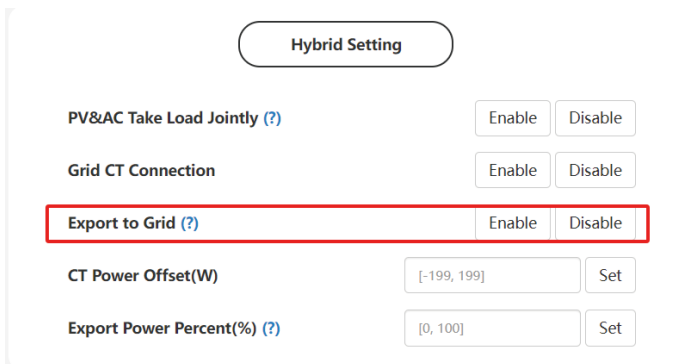 Hybrid Setting
PV&AC Take Load Jointly (?) Enable Disable
Grid CT Connection Enable Disable
Export to Grid (?) Enable Disable
CT Power Offset(W) [-199, 199] Set
Export Power Percent(%) (?) [0, 100] Set